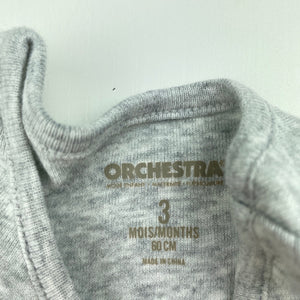 ORCHESTRA
3
MOIS/MONTHS
60 CM
MADE IN CHINA